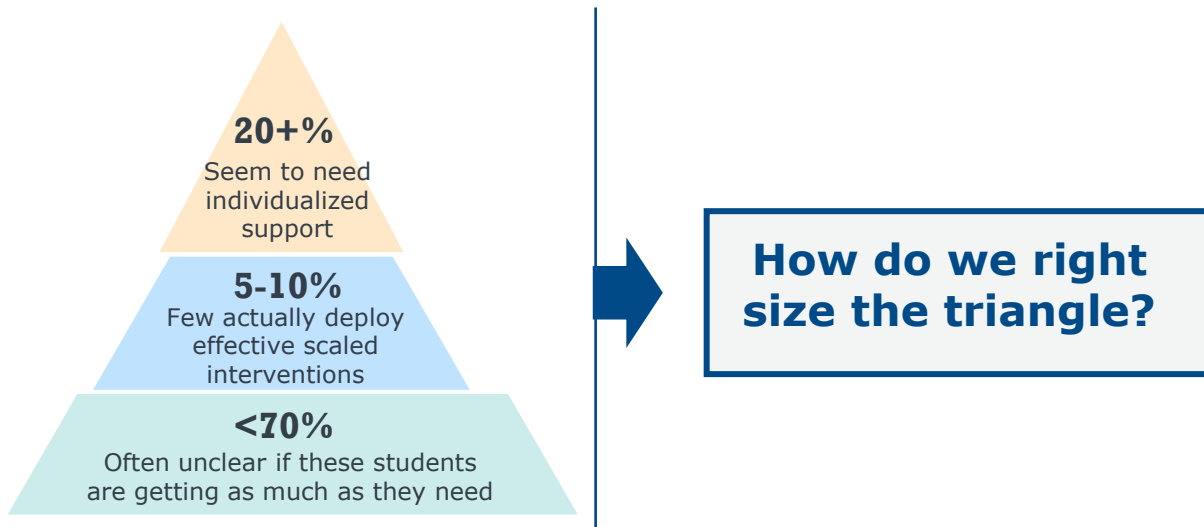 20+%
Seem to need
individualized
support
5-10%
Few actually deploy
effective scaled
interventions
<70%
Often unclear if these students
are getting as much as they need
How do we right
size the triangle?